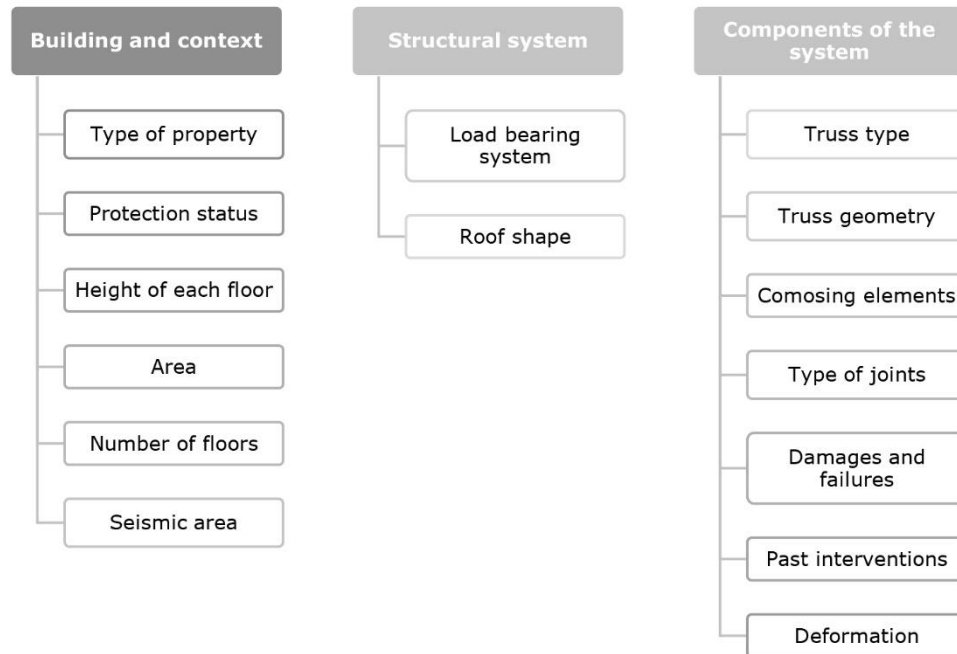 Building and context
Type of property
Protection status
Height of each floor
Area
Number of floors
Seismic area
Structural system
Load bearing
system
Roof shape
Components of the
system
Truss type
Truss geometry
Comosing elements
Type of joints
Damages and
failures
Past interventions
Deformation